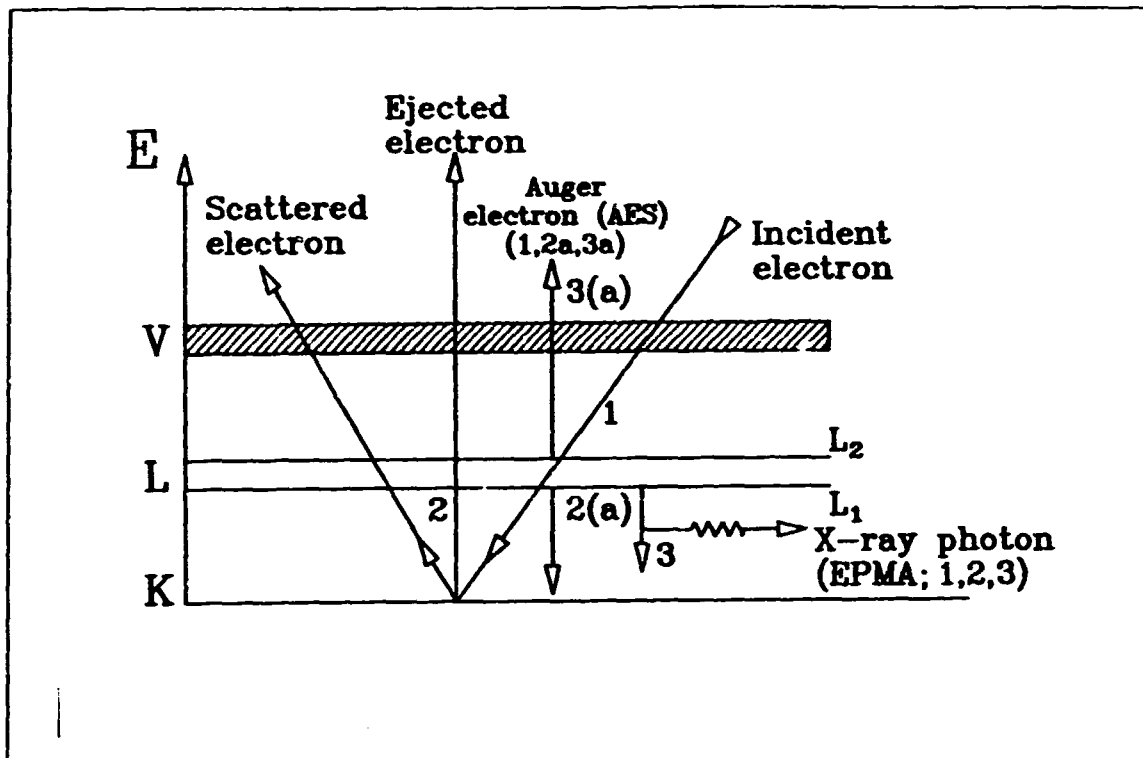 Ejected
electron
E
Auger
electron (AES)
(1,2a,3a)
Scattered
electron
Incident
electron
3(a)
V
1
L₂
L
2
2(a)
L₁
3
X-ray photon
(EPMA; 1,2,3)
K